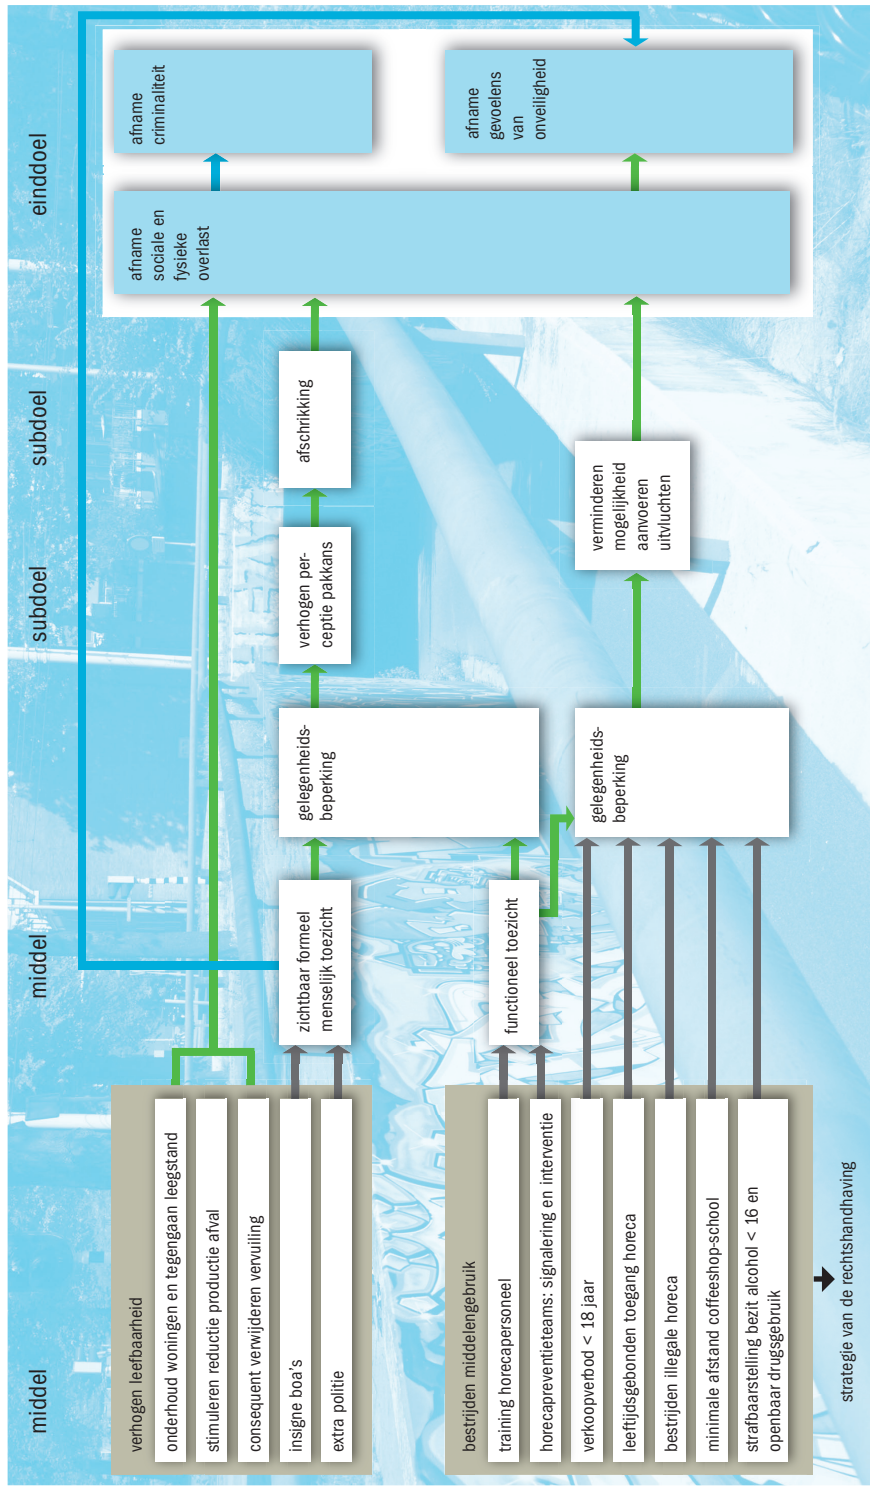 middel
middel
subdoel
subdoel
einddoel
verhogen leefbaarheid
onderhoud woningen en tegengaan leegstand
stimuleren reductie productie afval
consequent verwijderen vervuiling
insigne boa's
extra politie
bestrijden middelengebruik
training horecapersoneel
horecapreventieteams: signalering en interventie
verkoopverbod < 18 jaar
leeftijdsgebonden toegang horeca
bestrijden illegale horeca
minimale afstand coffeeshop-school
strafbaarstelling bezit alcohol < 16 en
openbaar drugsgebruik
zichtbaar formeel
menselijk toezicht
functioneel toezicht
gelegenheids-
beperking
gelegenheids-
beperking
verhogen per-
ceptie pakkans
afschrikking
verminderen
mogelijkheid
aanvoeren
uitvluchten
afname
sociale en
fysieke
overlast
afname
criminaliteit
afname
gevoelens
van
onveiligheid
strategie van de rechtshandhaving